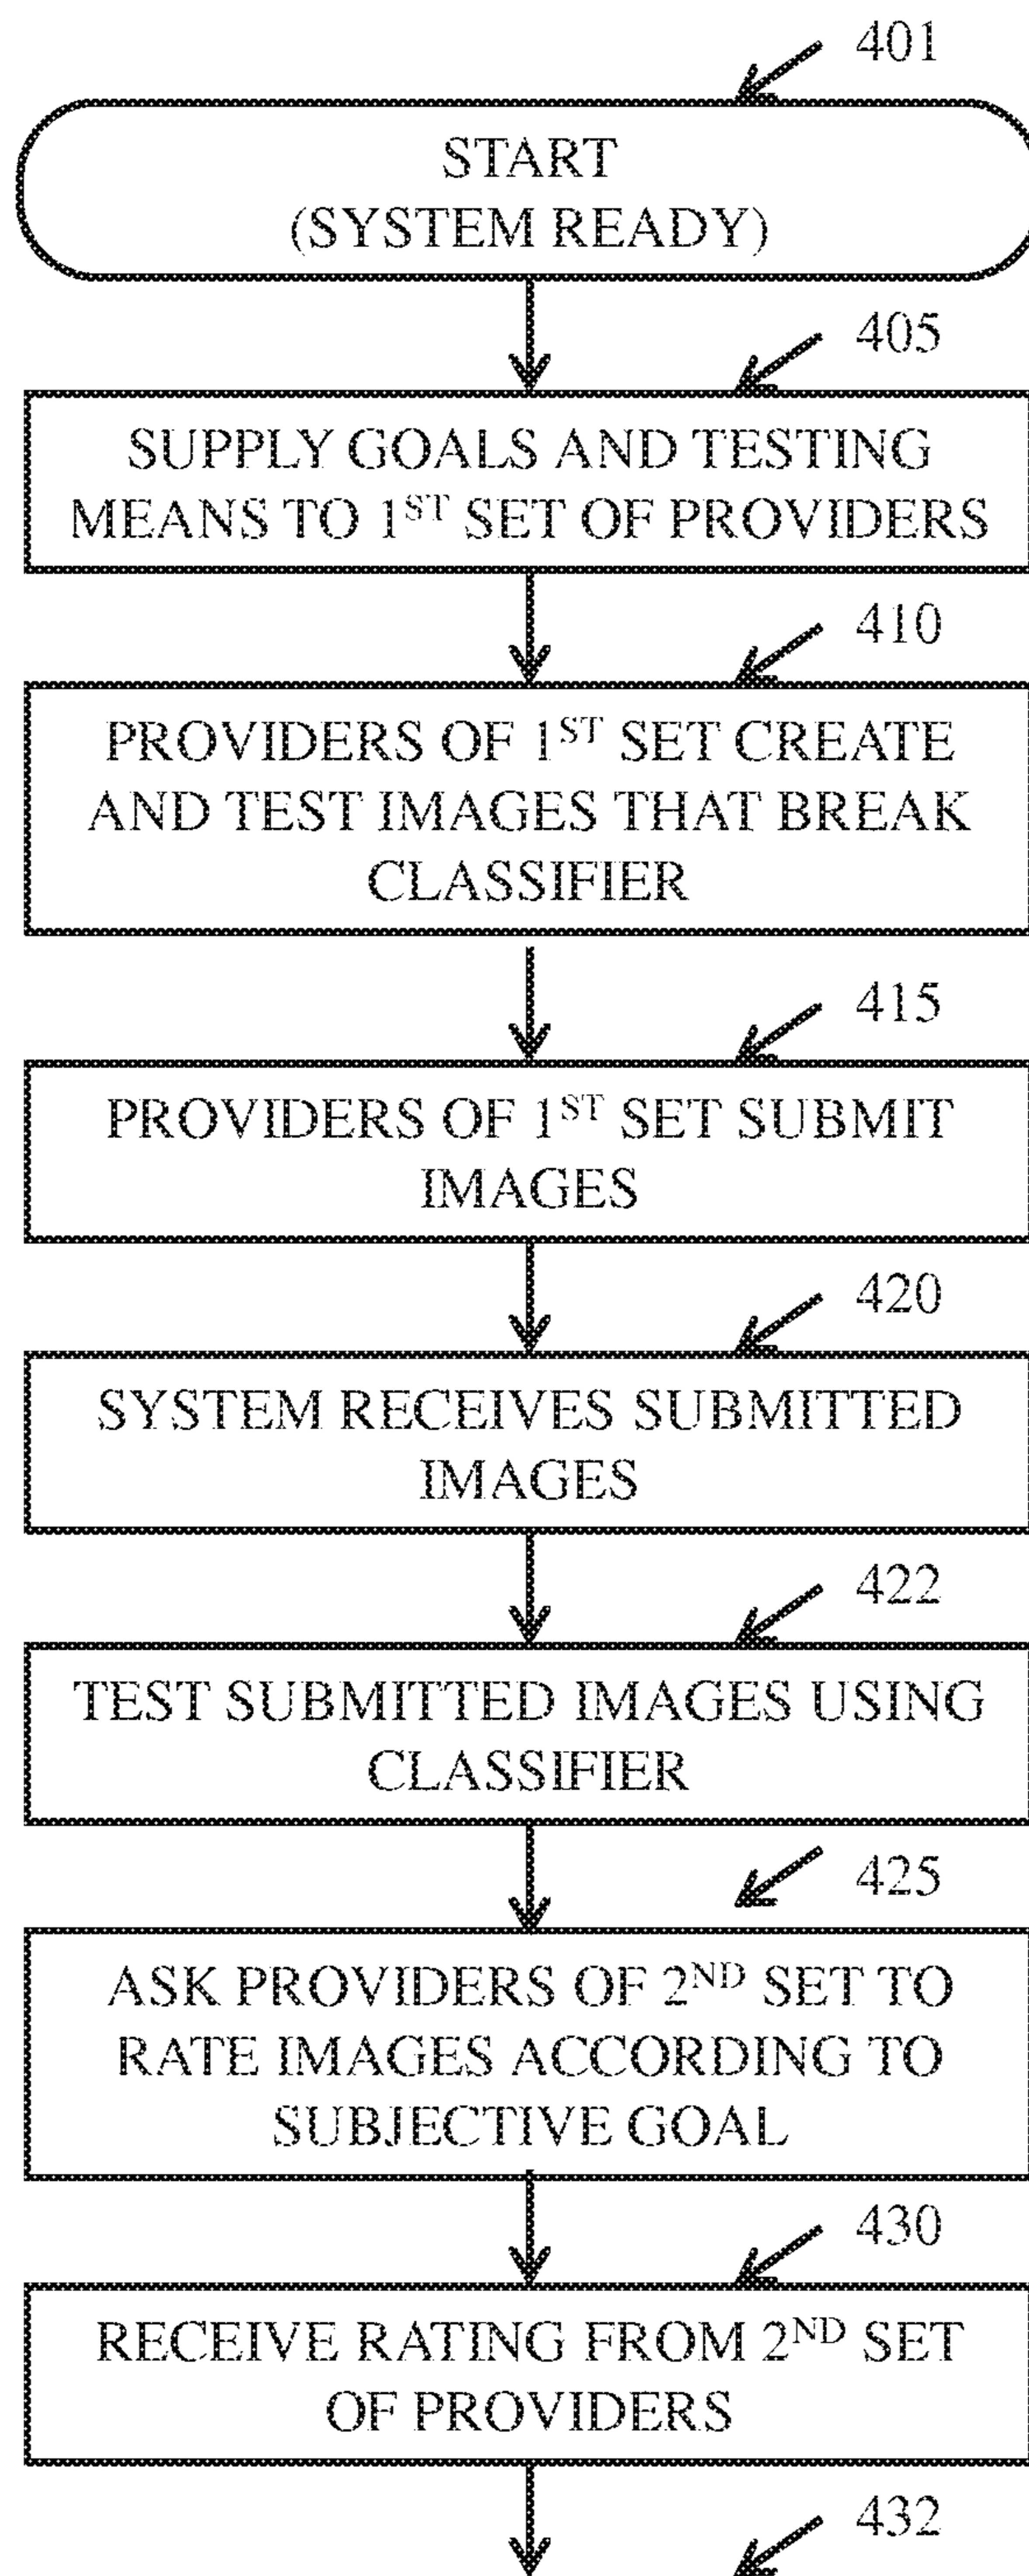 401
START
(SYSTEM READY)
405
SUPPLY GOALS AND TESTING
MEANS TO 1ST SET OF PROVIDERS
410
PROVIDERS OF 1ST SET CREATE
AND TEST IMAGES THAT BREAK
CLASSIFIER
415
PROVIDERS OF 1ST SET SUBMIT
IMAGES
420
SYSTEM RECEIVES SUBMITTED
IMAGES
422
TEST SUBMITTED IMAGES USING
CLASSIFIER
425
ASK PROVIDERS OF 2ND SET TO
RATE IMAGES ACCORDING TO
SUBJECTIVE GOAL
430
RECEIVE RATING FROM 2ND SET
OF PROVIDERS
432